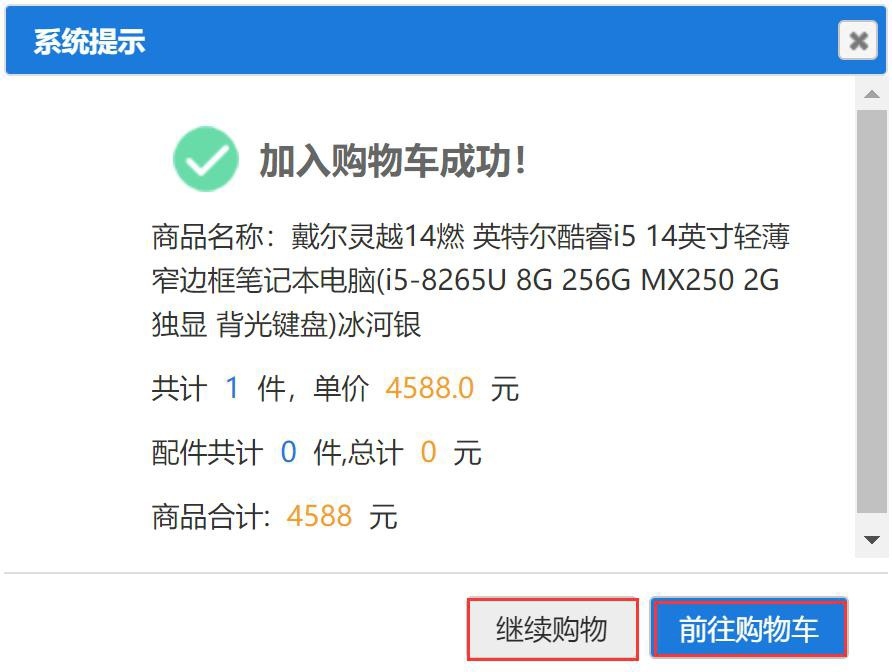 系统提示
加入购物车成功！
商品名称：戴尔灵越14燃 英特尔酷睿i5 14英寸轻薄
窄边框笔记本电脑(i5-8265U 8G 256G MX250 2G
独显 背光键盘)冰河银
共计 1 件，单价 4588.0 元
配件共计 0 件,总计 0 元
商品合计: 4588 元
继续购物 前往购物车